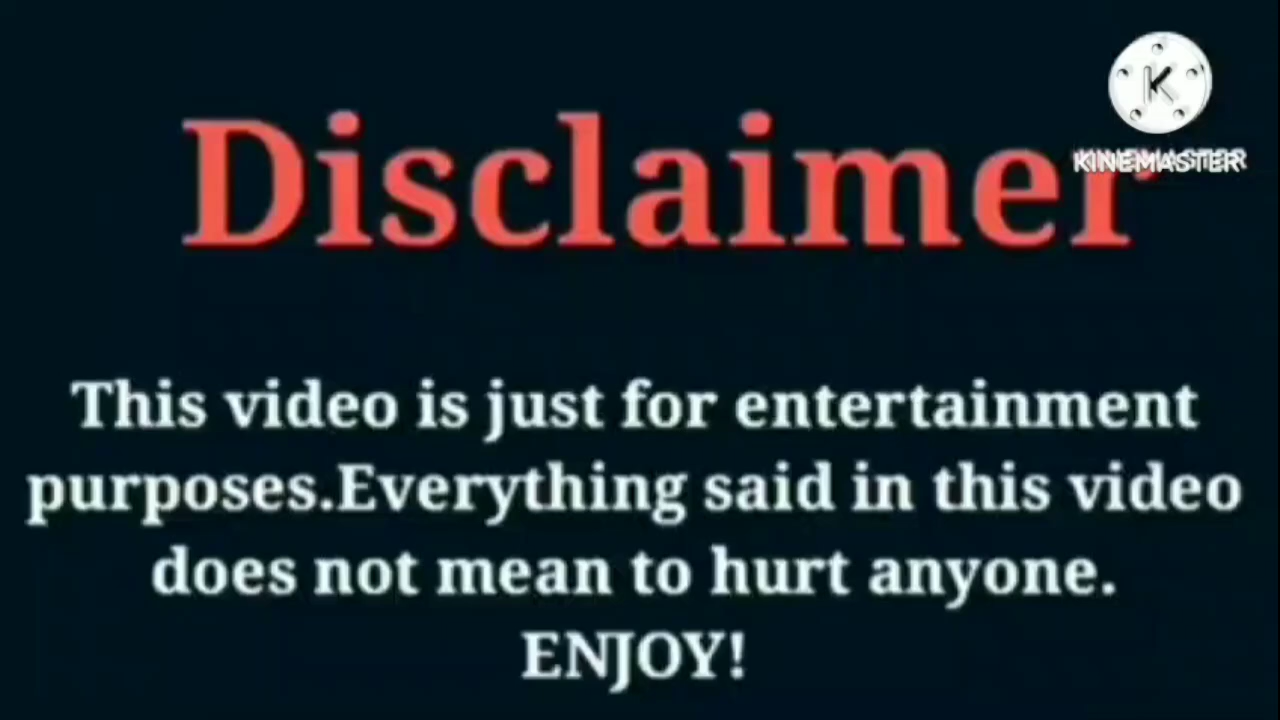 K
KINEMASTER
Disclaimer
This video is just for entertainment
purposes.Everything said in this video
does not mean to hurt anyone.
ENJOY!